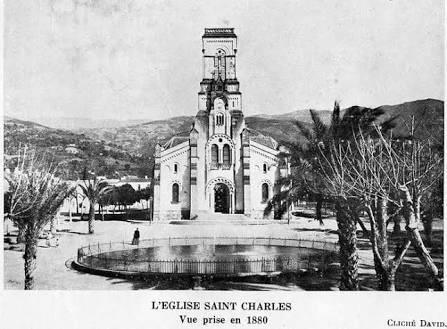 L'EGLISE SAINT CHARLES
Vue prise en 1880
CLICHÉ DAVID.